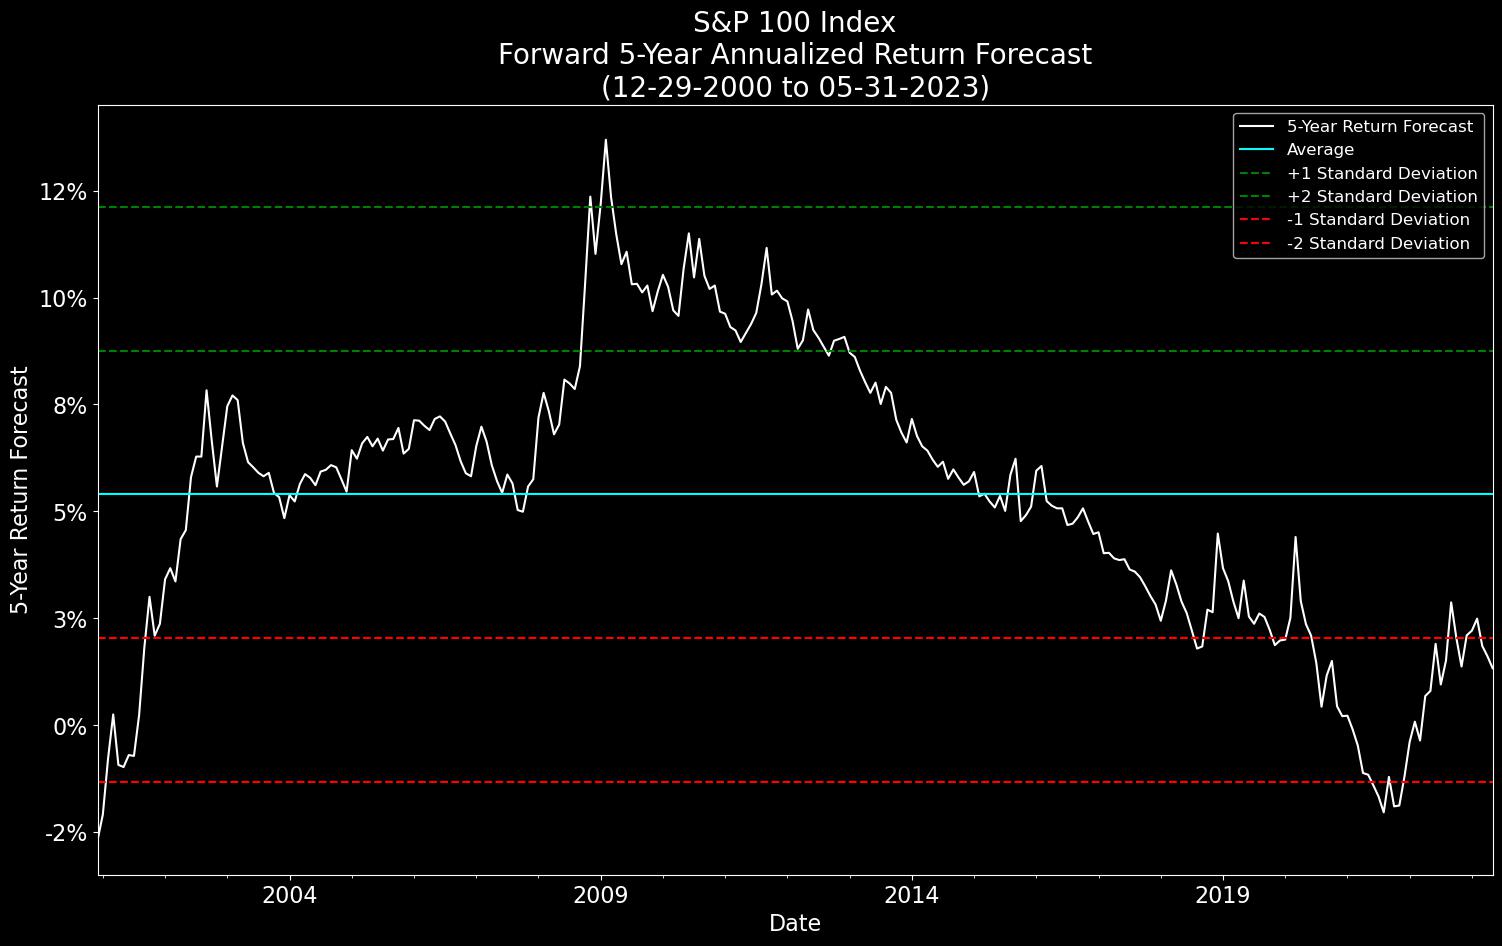 S&P 100 Index
Forward 5-Year Annualized Return Forecast
(12-29-2000 to 05-31-2023)
5-Year Return Forecast
Average
+1 Standard Deviation
+2 Standard Deviation
-1 Standard Deviation
-2 Standard Deviation
12%
10%
8%
5%
3%
0%
-2%
5-Year Return Forecast
2004
2009
2014
2019
Date